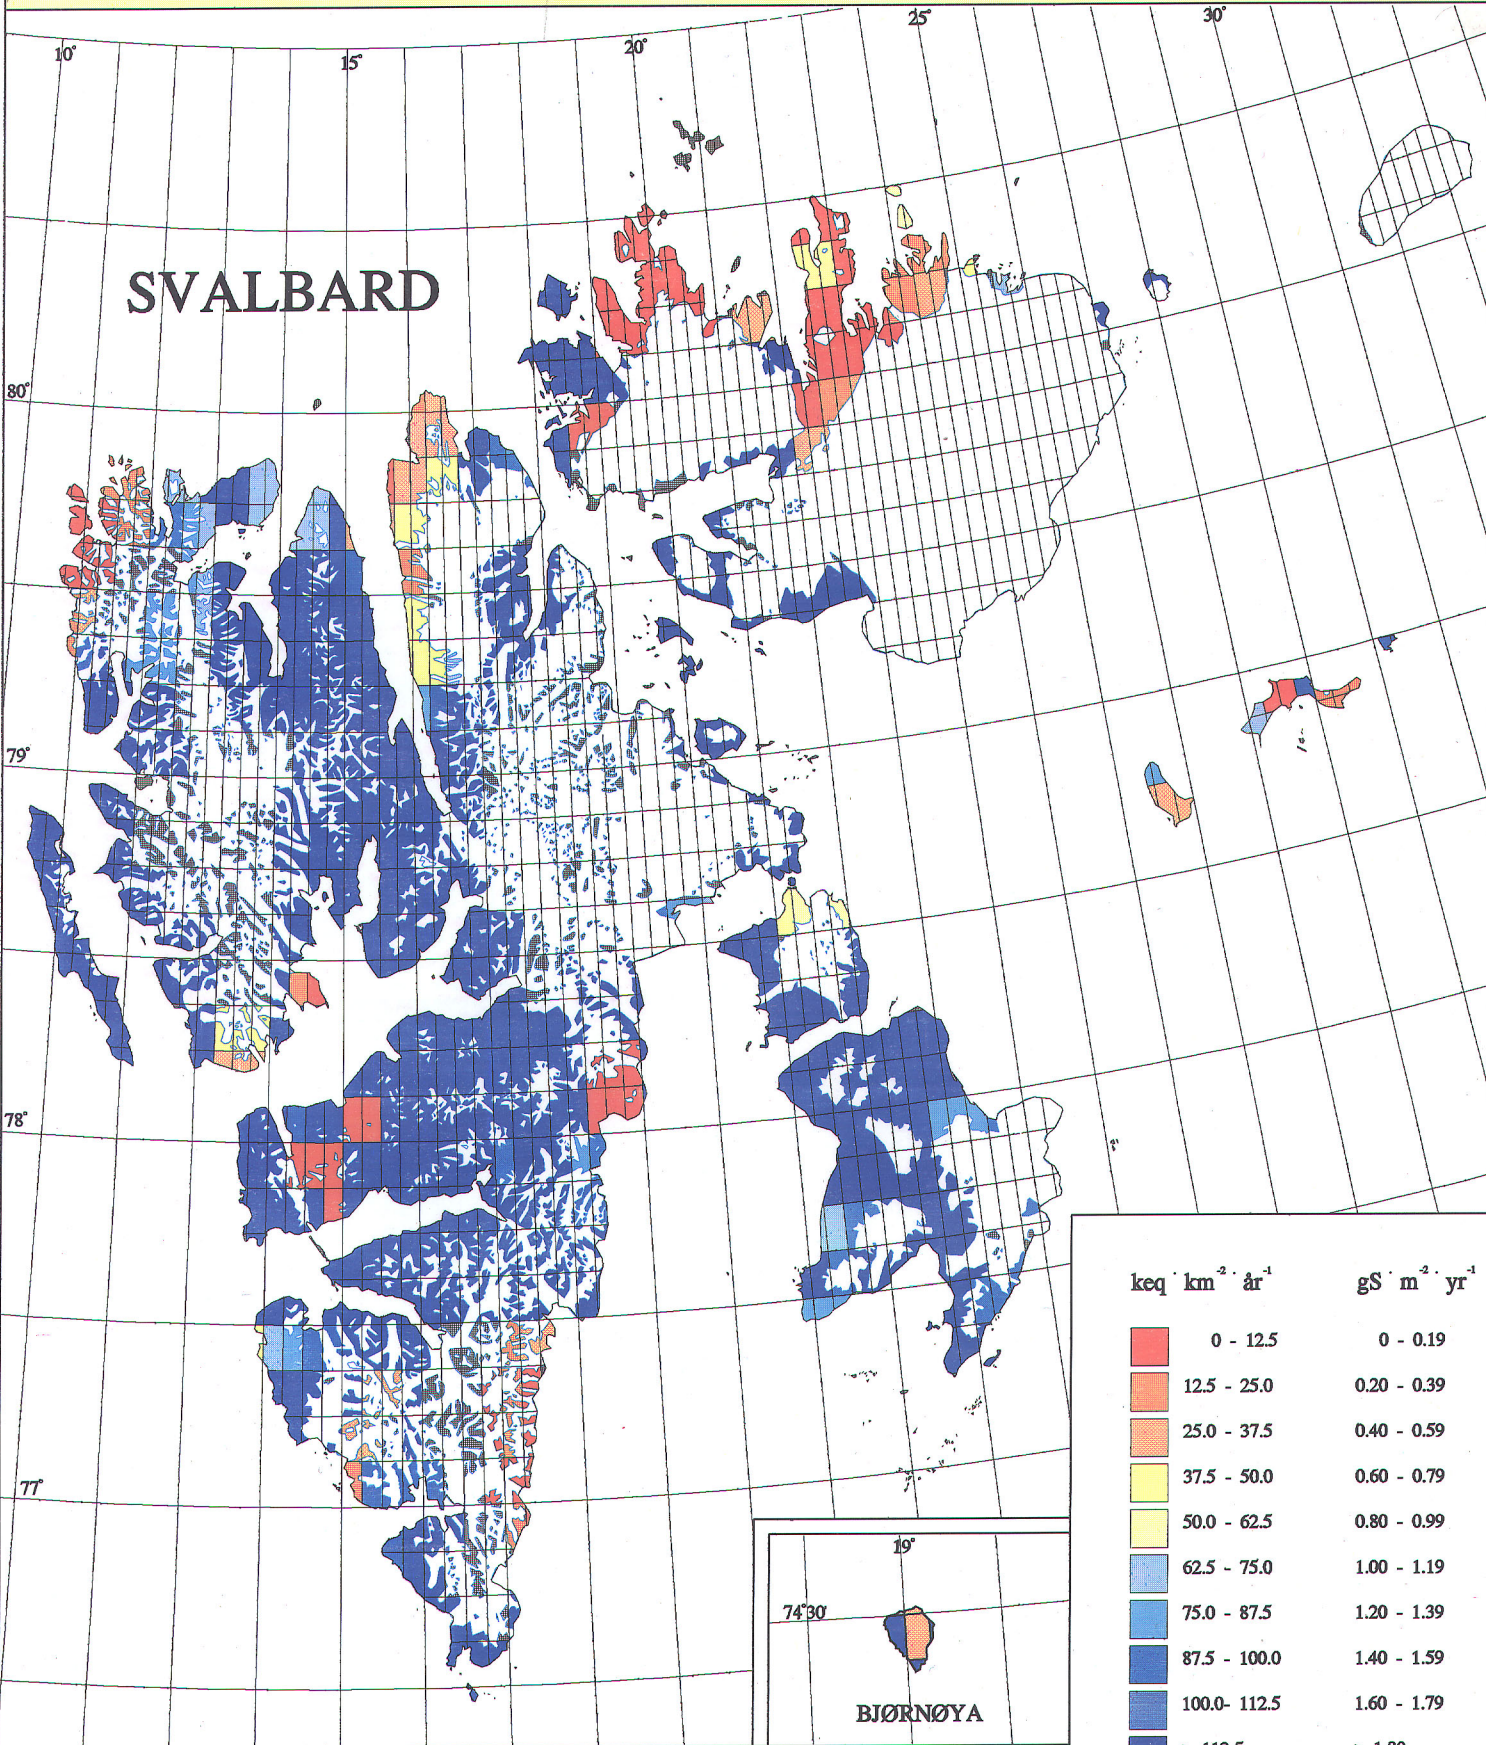 10° 15° 20° 25° 30°
SVALBARD
80°
79°
78°
77°
keq · km⁻² · år⁻¹ gS · m⁻² · yr⁻¹
0 - 12.5 0 - 0.19
12.5 - 25.0 0.20 - 0.39
25.0 - 37.5 0.40 - 0.59
37.5 - 50.0 0.60 - 0.79
50.0 - 62.5 0.80 - 0.99
62.5 - 75.0 1.00 - 1.19
75.0 - 87.5 1.20 - 1.39
87.5 - 100.0 1.40 - 1.59
100.0- 112.5 1.60 - 1.79
19°
74°30'
BJØRNØYA